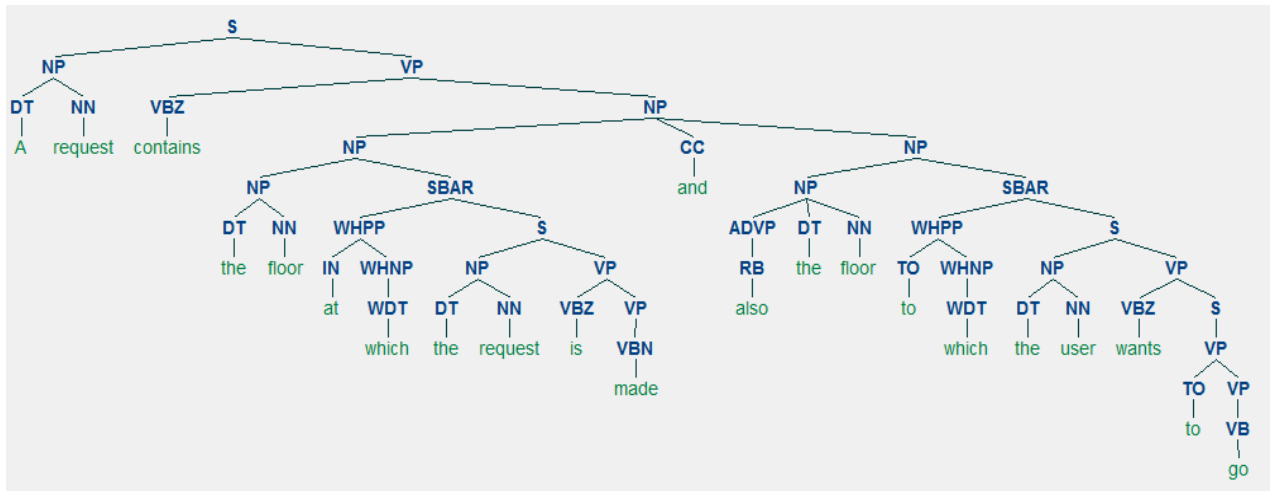 S
NP VP
DT NN VBZ NP
A request contains NP CC NP
NP SBAR and NP SBAR
DT NN WHPP S ADVP DT NN WHPP S
the floor IN WHNP NP VP RB the floor TO WHNP NP VP
at WDT DT NN VBZ VP also to WDT DT NN VBZ S
which the request is VBN which the user wants VP
made TO VP
to VB
go